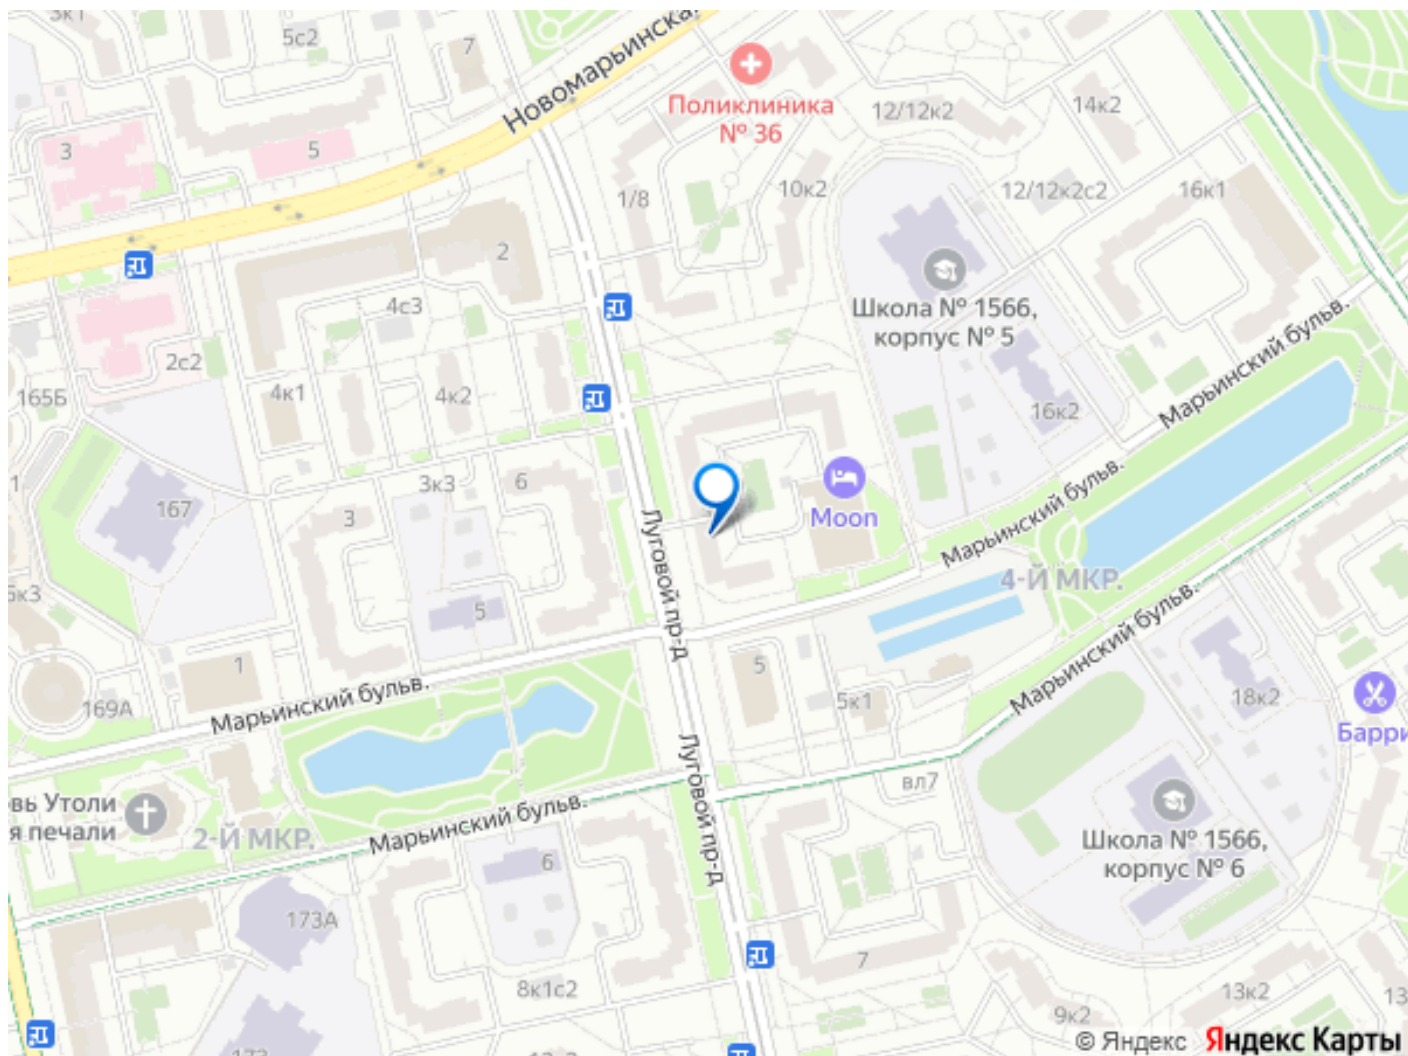 3к1
5с2
7
Новомарьинска
Поликлиника
№ 36
12/12к2
14к2
3
5
1/8
10к2
12/12к2с2
16к1
2
4с3
Школа № 1566,
корпус № 5
2с2
165Б
4к1
4к2
16к2
Марьинский бульв.
1
167
3к3
6
3
Луговой пр-д
Moon
Марьинский бульв.
4-Й МКР.
5
Марьинский бульв.
1
169А
Марьинский бульв.
5
5к1
18к2
Барри
Луговой пр-д
вл7
вь Утоли
я печали
2-Й МКР.
Марьинский бульв.
6
Школа № 1566,
корпус № 6
173А
7
8к1с2
13к2
9к2
173
© Яндекс Яндекс Карты